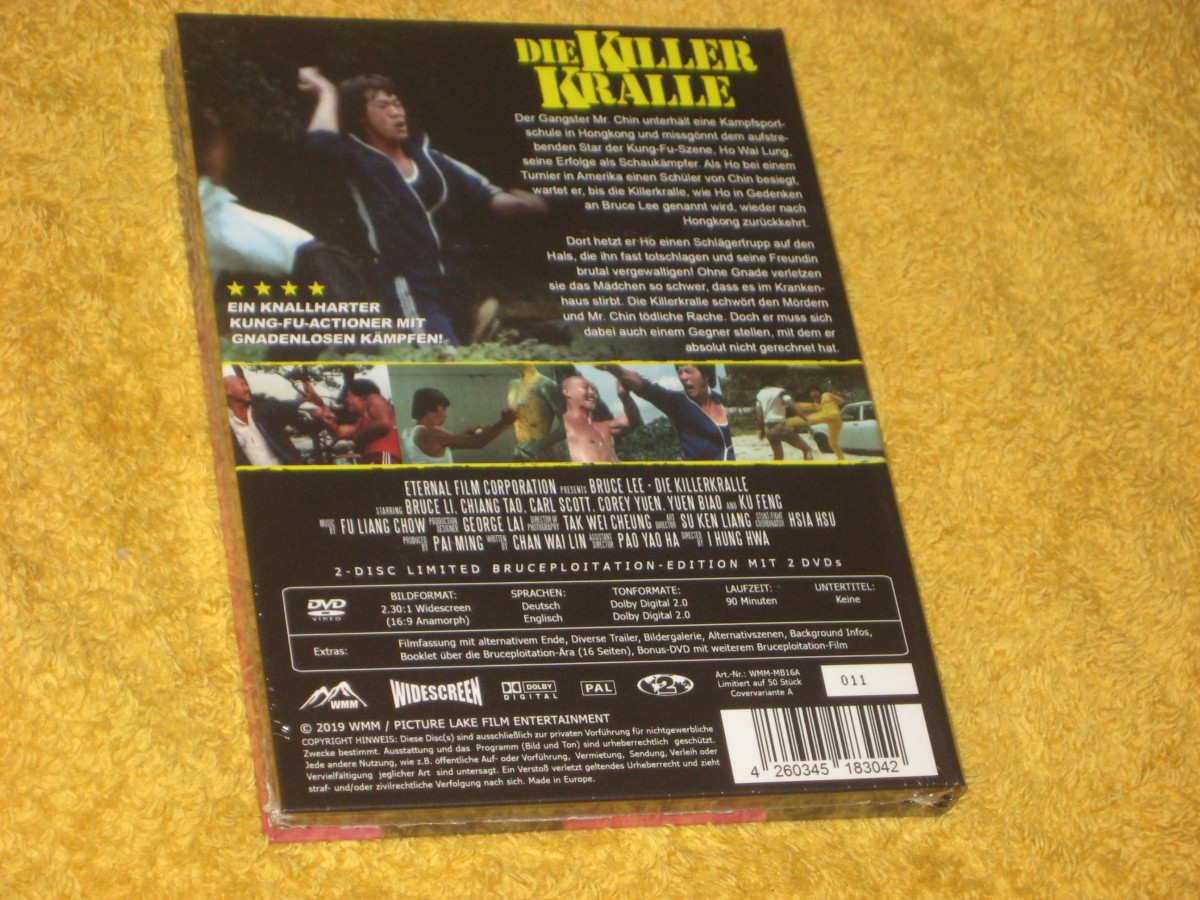 DIE KILLER
KRALLE
Der Gangster Mr. Chin unterhält eine Kampfsport-
schule in Hongkong und missgönnt dem aufstre-
benden Star der Kung-Fu-Szene, Ho Wai Lung,
seine Erfolge als Schaukämpfer. Als Ho bei einem
Turnier in Amerika einen Schüler von Chin besiegt,
wartet er, bis die Killerkralle, wie Ho in Gedenken
an Bruce Lee genannt wird, wieder nach
Hongkong zurückkehrt.
Dort hetzt er Ho einen Schlägertrupp auf den
Hals, die ihn fast totschlagen und seine Freundin
brutal vergewaltigen! Ohne Gnade verletzen
sie das Mädchen so schwer, dass es im Kranken-
haus stirbt. Die Killerkralle schwört den Mördern
und Mr. Chin tödliche Rache. Doch er muss sich
dabei auch einem Gegner stellen, mit dem er
absolut nicht gerechnet hat.
EIN KNALLHARTER
KUNG-FU-ACTIONER MIT
GNADENLOSEN KÄMPFEN!
ETERNAL FILM CORPORATION PRESENTS BRUCE LEE - DIE KILLERKRALLE
STARRING BRUCE LI, CHIANG TAO, CARL SCOTT, COREY YUEN, YUEN BIAO AND KU FENG
MUSIC BY FU LIANG CHOW PRODUCTION DESIGNER GEORGE LAI DIRECTOR OF PHOTOGRAPHY TAK WEI CHEUNG ART DIRECTOR SU KEN LIANG STUNT/FIGHT COORDINATOR HSIA HSU
PRODUCED BY PAI MING WRITTEN BY CHAN WAI LIN ASSISTANT DIRECTOR PAO YAO HA DIRECTED BY I HUNG HWA
2-DISC LIMITED BRUCEPLOITATION-EDITION MIT 2 DVDs
DVD VIDEO
BILDFORMAT: SPRACHEN: TONFORMATE: LAUFZEIT: UNTERTITEL:
2.30:1 Widescreen Deutsch Dolby Digital 2.0 90 Minuten Keine
(16:9 Anamorph) Englisch Dolby Digital 2.0
Extras: Filmfassung mit alternativem Ende, Diverse Trailer, Bildergalerie, Alternativszenen, Background Infos,
Booklet über die Bruceploitation-Ära (16 Seiten), Bonus-DVD mit weiterem Bruceploitation-Film
WMM WIDESCREEN DOLBY DIGITAL PAL 2
Art.-Nr.: WMM-MB16A
Limitiert auf 50 Stück
Covervariante A
011
© 2019 WMM / PICTURE LAKE FILM ENTERTAINMENT
COPYRIGHT HINWEIS: Diese Disc(s) sind ausschließlich zur privaten Vorführung für nichtgewerbliche
Zwecke bestimmt. Ausstattung und das Programm (Bild und Ton) sind urheberrechtlich geschützt.
Jede andere Nutzung, wie z.B. öffentliche Auf- oder Vorführung, Vermietung, Sendung, Verleih oder
Vervielfältigung jeglicher Art sind untersagt. Ein Verstoß verletzt geltendes Urheberrecht und zieht
straf- und/oder zivilrechtliche Verfolgung nach sich. Made in Europe.
4 260345 183042